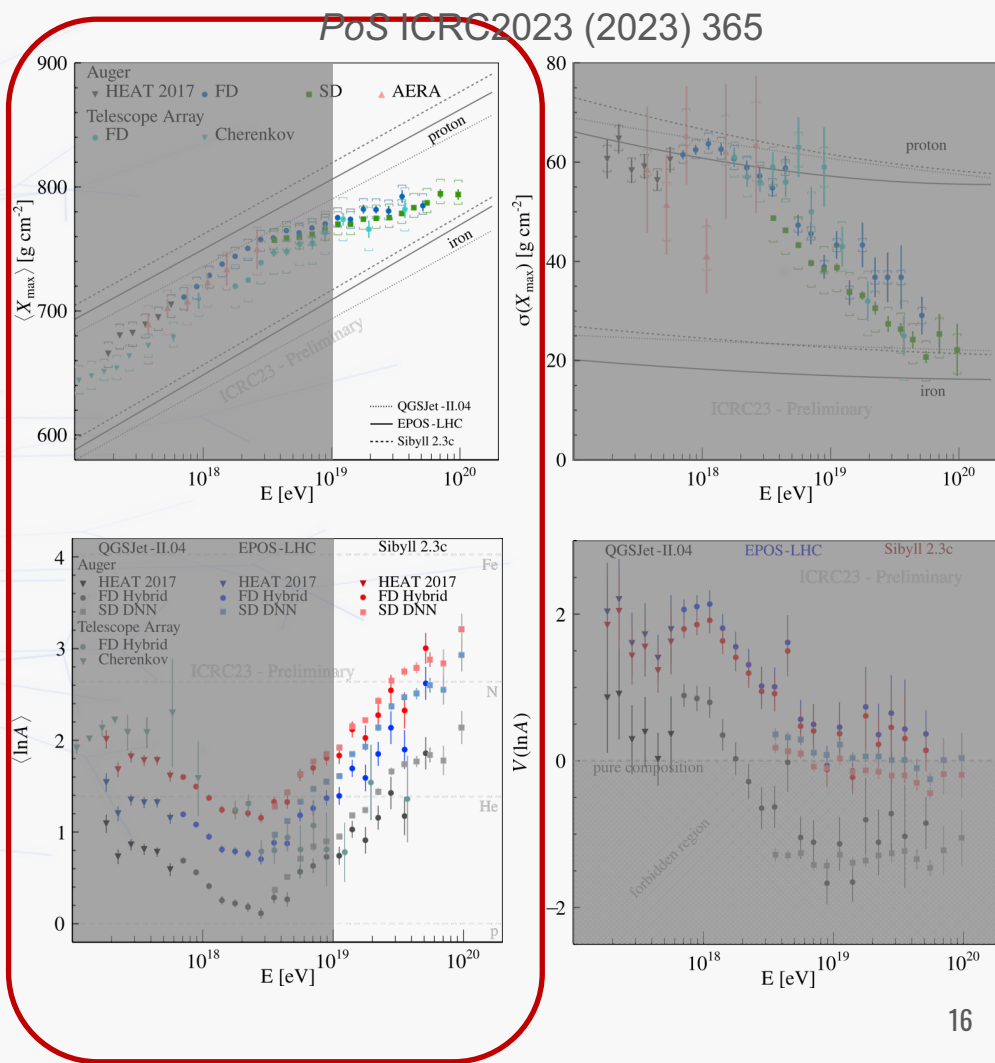 PoS ICRC2023 (2023) 365
900
800
700
600
⟨X_max⟩ [g cm⁻²]
Auger
HEAT 2017 FD SD AERA
Telescope Array
FD Cherenkov
proton
iron
ICRC23 - Preliminary
QGSJet-II.04
EPOS-LHC
Sibyll 2.3c
10¹⁸ 10¹⁹ 10²⁰
E [eV]
80
60
40
20
0
σ(X_max) [g cm⁻²]
proton
iron
ICRC23 - Preliminary
10¹⁸ 10¹⁹ 10²⁰
E [eV]
4
3
2
1
0
⟨lnA⟩
QGSJet-II.04 EPOS-LHC Sibyll 2.3c
Auger
HEAT 2017 HEAT 2017 HEAT 2017
FD Hybrid FD Hybrid FD Hybrid
SD DNN SD DNN SD DNN
Telescope Array
FD Hybrid
Cherenkov
ICRC23 - Preliminary
Fe
N
He
p
10¹⁸ 10¹⁹ 10²⁰
E [eV]
2
0
−2
V(lnA)
QGSJet-II.04 EPOS-LHC Sibyll 2.3c
ICRC23 - Preliminary
pure composition
forbidden region
10¹⁸ 10¹⁹ 10²⁰
E [eV]
16